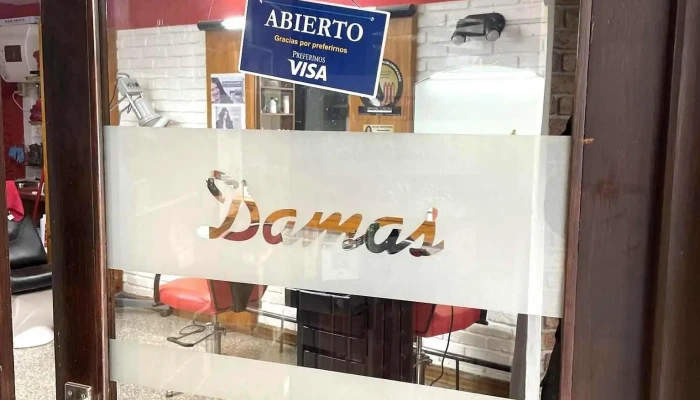 ABIERTO
Gracias por preferirnos
PREFERIMOS
VISA
Damas